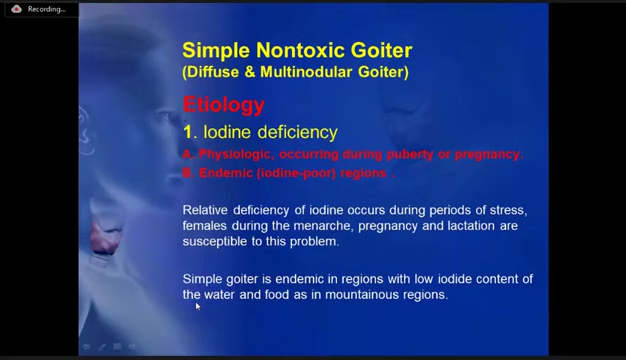 Recording...
Simple Nontoxic Goiter
(Diffuse & Multinodular Goiter)
Etiology
1. Iodine deficiency
A. Physiologic, occurring during puberty or pregnancy.
B. Endemic (iodine-poor) regions .
Relative deficiency of iodine occurs during periods of stress,
females during the menarche, pregnancy and lactation are
susceptible to this problem.
Simple goiter is endemic in regions with low iodide content of
the water and food as in mountainous regions.